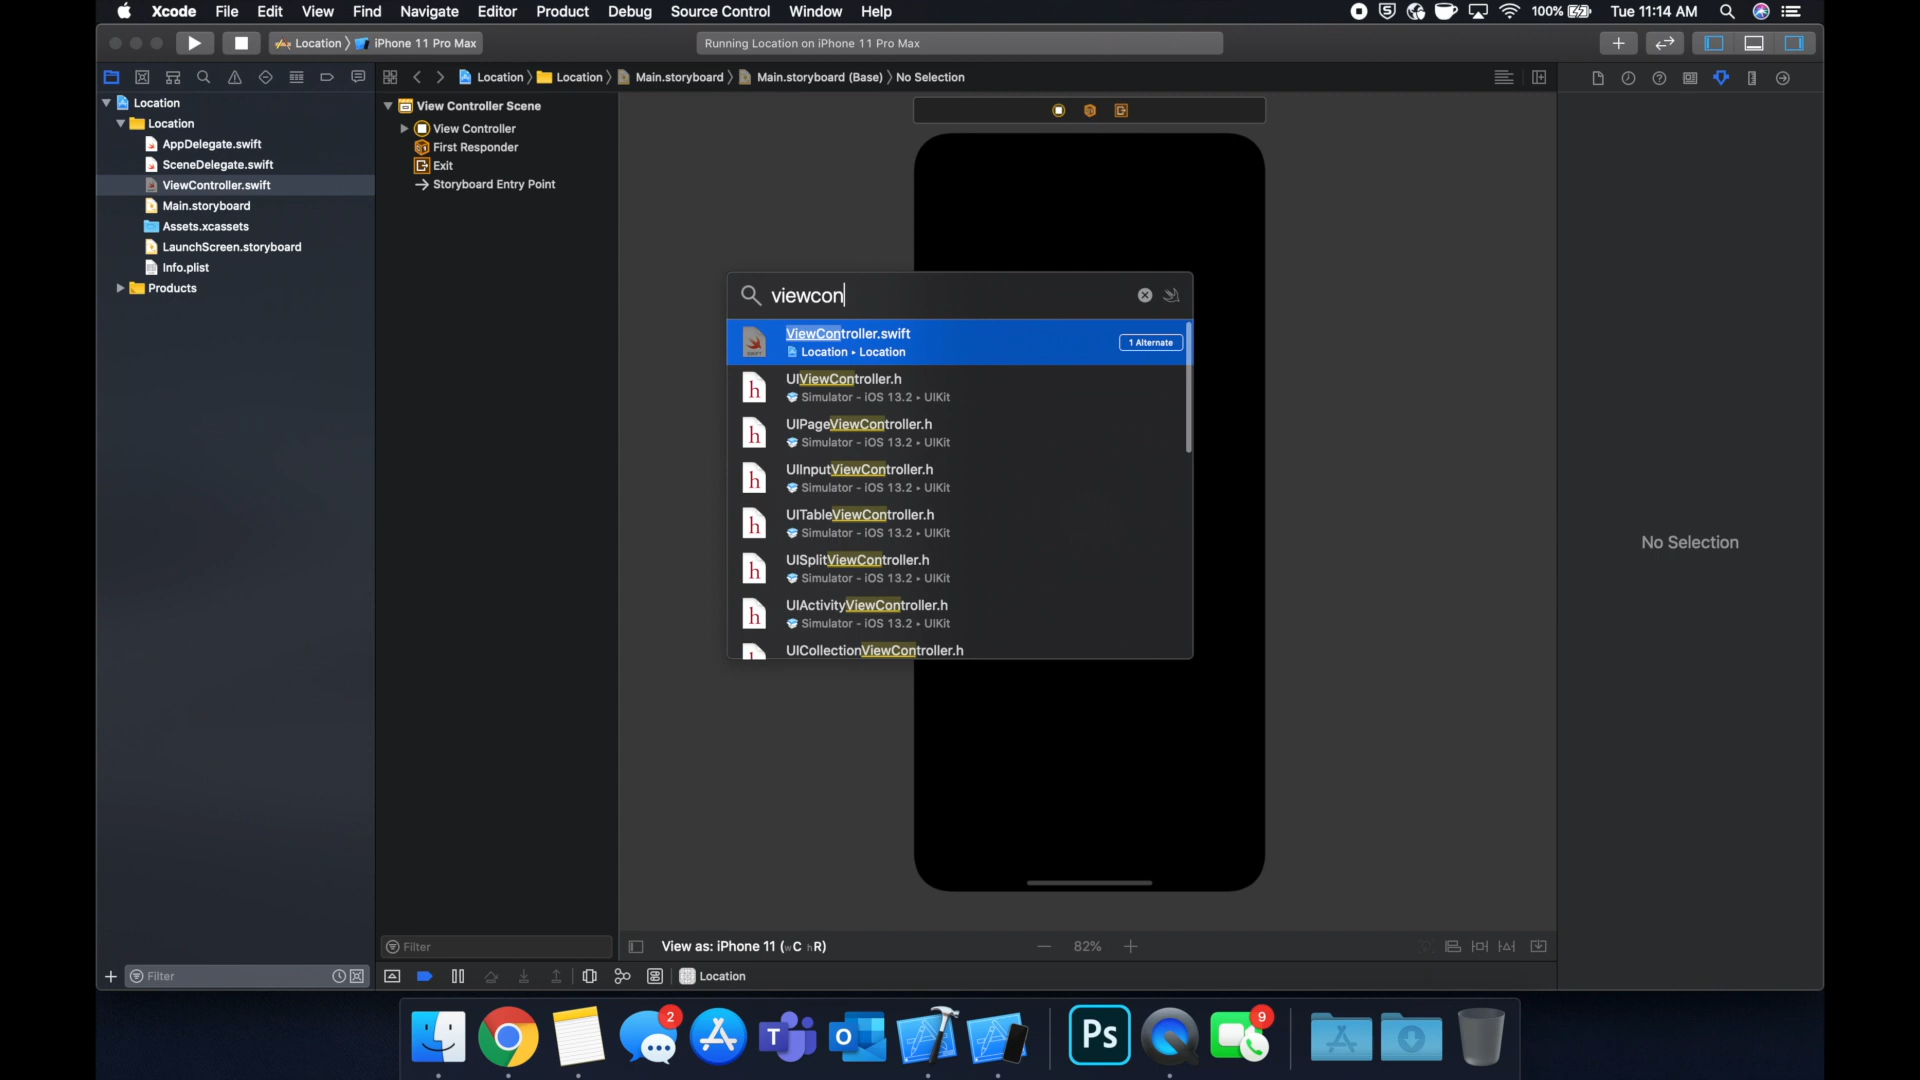 Xcode File Edit View Find Navigate Editor Product Debug Source Control Window Help
100% Tue 11:14 AM
Location 〉 iPhone 11 Pro Max
Running Location on iPhone 11 Pro Max
Location 〉 Location 〉 Main.storyboard 〉 Main.storyboard (Base) 〉 No Selection
Location
Location
AppDelegate.swift
SceneDelegate.swift
ViewController.swift
Main.storyboard
Assets.xcassets
LaunchScreen.storyboard
Info.plist
Products
View Controller Scene
View Controller
First Responder
Exit
Storyboard Entry Point
viewcon
ViewController.swift
Location ▸ Location
1 Alternate
UIViewController.h
Simulator - iOS 13.2 ▸ UIKit
UIPageViewController.h
Simulator - iOS 13.2 ▸ UIKit
UIInputViewController.h
Simulator - iOS 13.2 ▸ UIKit
UITableViewController.h
Simulator - iOS 13.2 ▸ UIKit
UISplitViewController.h
Simulator - iOS 13.2 ▸ UIKit
UIActivityViewController.h
Simulator - iOS 13.2 ▸ UIKit
UICollectionViewController.h
No Selection
Filter
View as: iPhone 11 (wC hR)
82%
Filter
Location
2
T
O
Ps
9